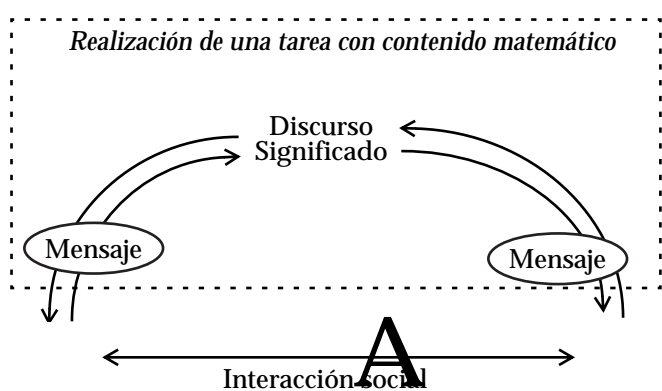 Realización de una tarea con contenido matemático
Discurso
Significado
Mensaje
Mensaje
A
Interacción social